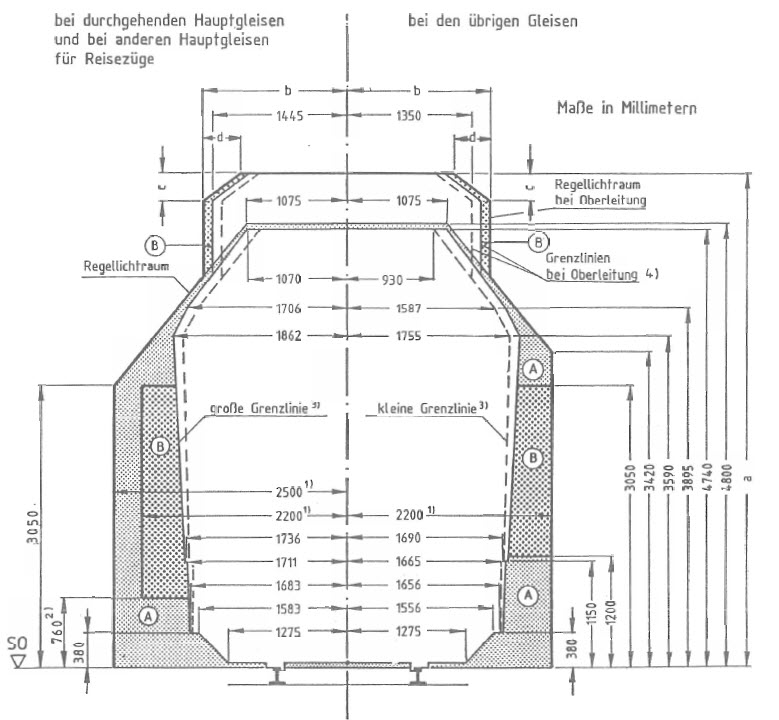 bei durchgehenden Hauptgleisen
und bei anderen Hauptgleisen
für Reisezüge
bei den übrigen Gleisen
Maße in Millimetern
b
b
1445
1350
d
d
c
c
1075
1075
Regellichtraum
bei Oberleitung
B
B
Grenzlinien
bei Oberleitung 4)
Regellichtraum
1070
930
1706
1587
1862
1755
A
große Grenzlinie 3)
kleine Grenzlinie 3)
B
B
2500 1)
2200 1)
2200 1)
1736
1690
1711
1665
1683
1656
1583
1556
1275
1275
A
A
3050
760 2)
380
SO
380
1150
1200
3050
3420
3590
3895
4740
4800
a